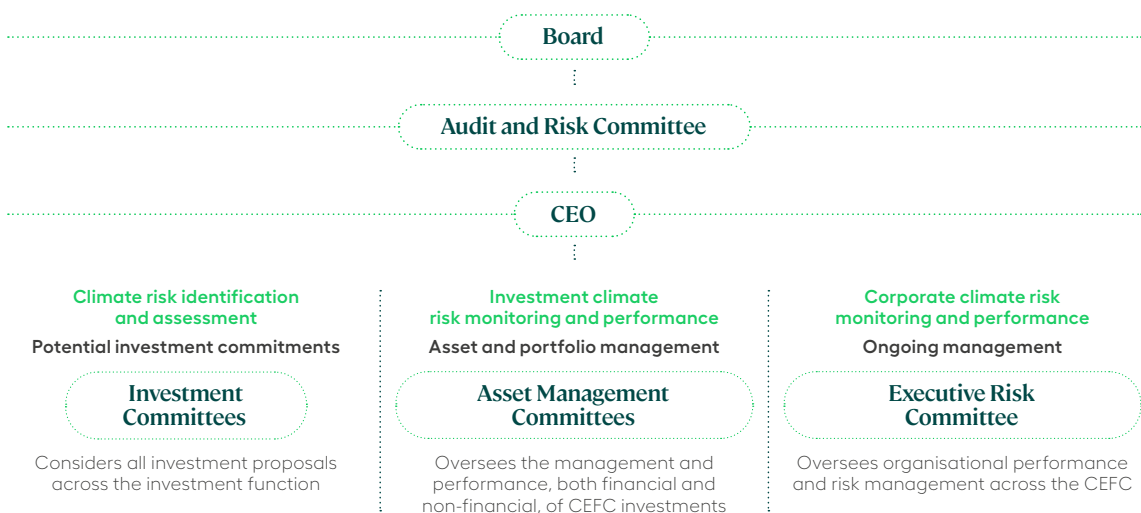 Board
Audit and Risk Committee
CEO
Climate risk identification
and assessment
Potential investment commitments
Investment
Committees
Considers all investment proposals
across the investment function
Investment climate
risk monitoring and performance
Asset and portfolio management
Asset Management
Committees
Oversees the management and
performance, both financial and
non-financial, of CEFC investments
Corporate climate risk
monitoring and performance
Ongoing management
Executive Risk
Committee
Oversees organisational performance
and risk management across the CEFC